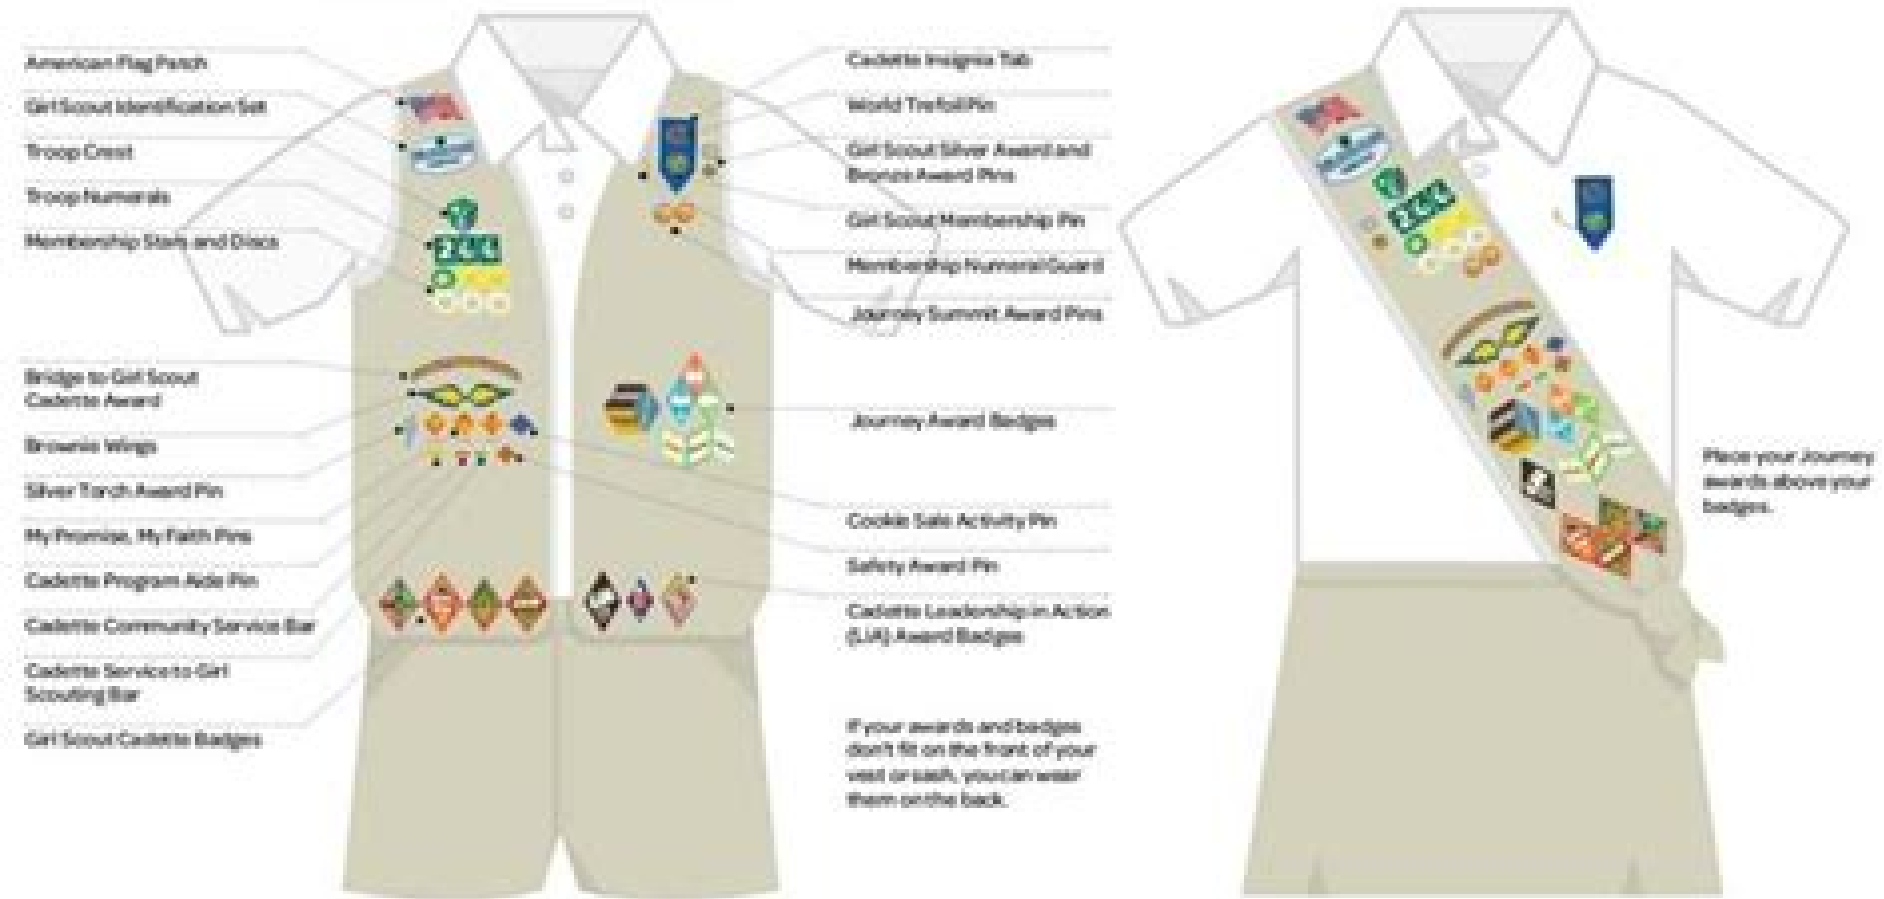 American Flag Patch
Girl Scout Identification Set
Troop Crest
Troop Numerals
Membership Stars and Discs
Bridge to Girl Scout
Cadette Award
Brownie Wings
Silver Torch Award Pin
My Promise, My Faith Pins
Cadette Program Aide Pin
Cadette Community Service Bar
Cadette Service to Girl
Scouting Bar
Girl Scout Cadette Badges
Cadette Insignia Tab
World Trefoil Pin
Girl Scout Silver Award and
Bronze Award Pins
Girl Scout Membership Pin
Membership Numeral Guard
Journey Summit Award Pins
Journey Award Badges
Cookie Sale Activity Pin
Safety Award Pin
Cadette Leadership in Action
(LiA) Award Badges
If your awards and badges
don't fit on the front of your
vest or sash, you can wear
them on the back.
Place your Journey
awards above your
badges.